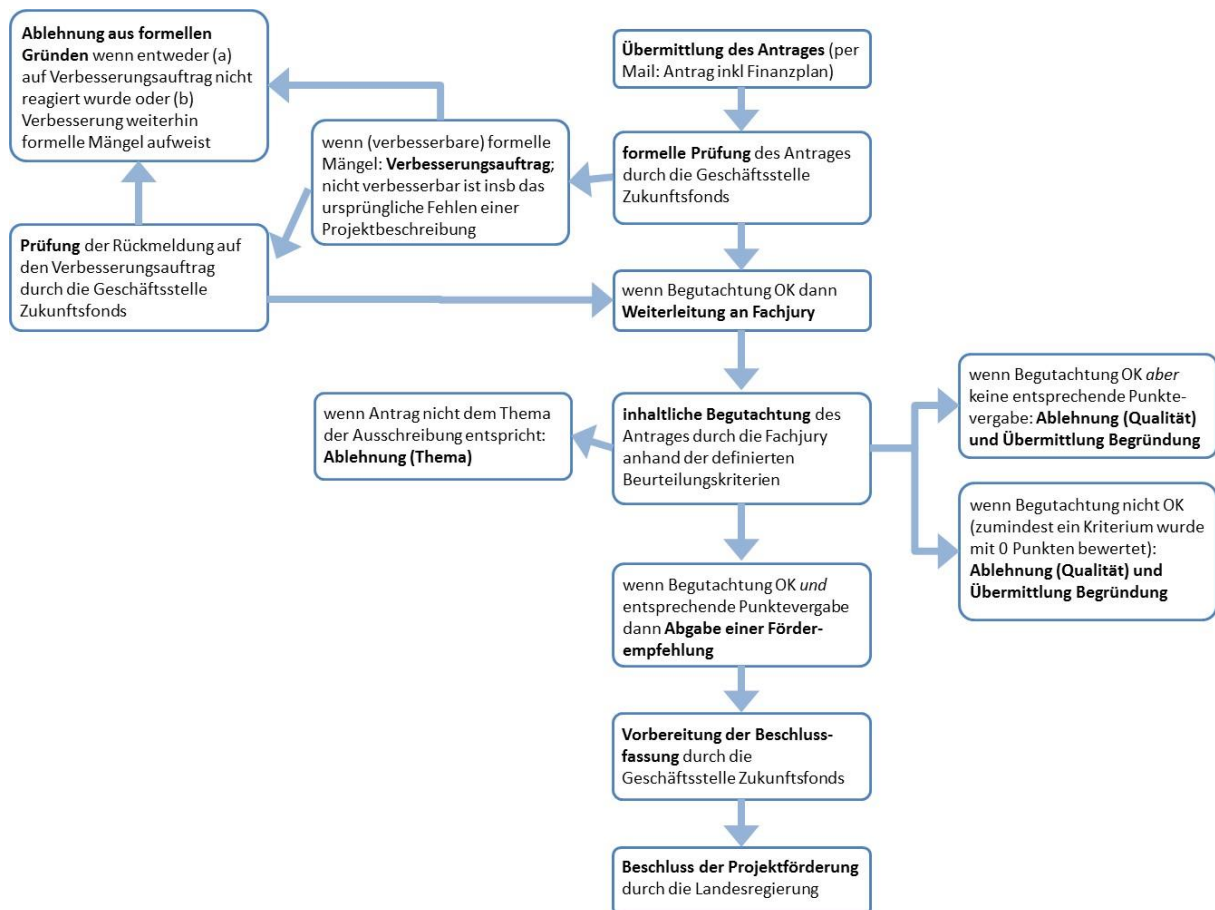 Ablehnung aus formellen
Gründen wenn entweder (a)
auf Verbesserungsauftrag nicht
reagiert wurde oder (b)
Verbesserung weiterhin
formelle Mängel aufweist
Übermittlung des Antrages (per
Mail: Antrag inkl Finanzplan)
wenn (verbesserbare) formelle
Mängel: Verbesserungsauftrag;
nicht verbesserbar ist insb das
ursprüngliche Fehlen einer
Projektbeschreibung
formelle Prüfung des Antrages
durch die Geschäftsstelle
Zukunftsfonds
Prüfung der Rückmeldung auf
den Verbesserungsauftrag
durch die Geschäftsstelle
Zukunftsfonds
wenn Begutachtung OK dann
Weiterleitung an Fachjury
wenn Antrag nicht dem Thema
der Ausschreibung entspricht:
Ablehnung (Thema)
inhaltliche Begutachtung des
Antrages durch die Fachjury
anhand der definierten
Beurteilungskriterien
wenn Begutachtung OK aber
keine entsprechende Punkte-
vergabe: Ablehnung (Qualität)
und Übermittlung Begründung
wenn Begutachtung nicht OK
(zumindest ein Kriterium wurde
mit 0 Punkten bewertet):
Ablehnung (Qualität) und
Übermittlung Begründung
wenn Begutachtung OK und
entsprechende Punktevergabe
dann Abgabe einer Förder-
empfehlung
Vorbereitung der Beschluss-
fassung durch die
Geschäftsstelle Zukunftsfonds
Beschluss der Projektförderung
durch die Landesregierung